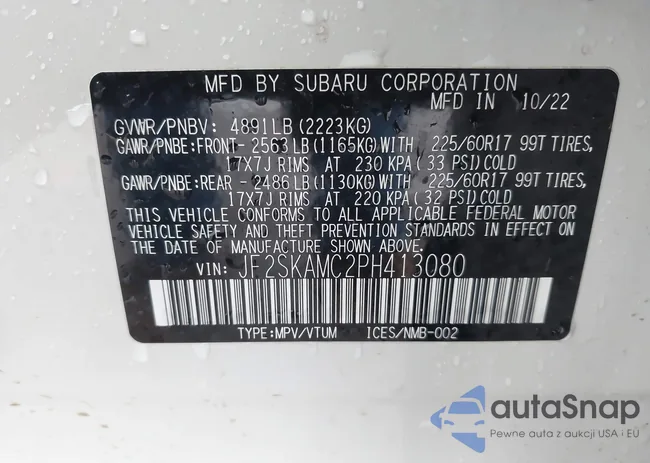 MFD BY SUBARU CORPORATION
MFD IN 10/22
GVWR/PNBV: 4891LB(2223KG)
GAWR/PNBE:FRONT- 2563LB(1165KG)WITH 225/60R17 99T TIRES,
17X7J RIMS AT 230 KPA(33 PSI)COLD
GAWR/PNBE:REAR -2486LB(1130KG)WITH 225/60R17 99T TIRES,
17X7J RIMS AT 220 KPA(32 PSI)COLD
THIS VEHICLE CONFORMS TO ALL APPLICABLE FEDERAL MOTOR
VEHICLE SAFETY AND THEFT PREVENTION STANDARDS IN EFFECT ON
THE DATE OF MANUFACTURE SHOWN ABOVE.
VIN: JF2SKAMC2PH413080
TYPE:MPV/VTUM ICES/NMB-002
autaSnap
Pewne auta z aukcji USA i EU